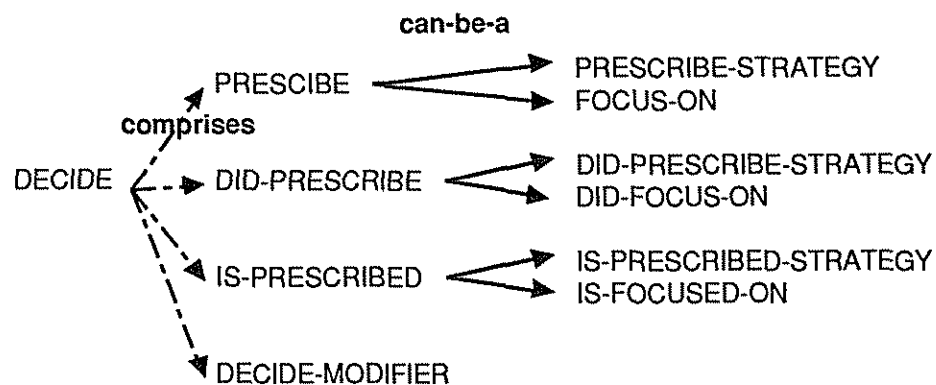 can-be-a
PRESCIBE
PRESCRIBE-STRATEGY
FOCUS-ON
comprises
DECIDE
DID-PRESCRIBE
DID-PRESCRIBE-STRATEGY
DID-FOCUS-ON
IS-PRESCRIBED
IS-PRESCRIBED-STRATEGY
IS-FOCUSED-ON
DECIDE-MODIFIER